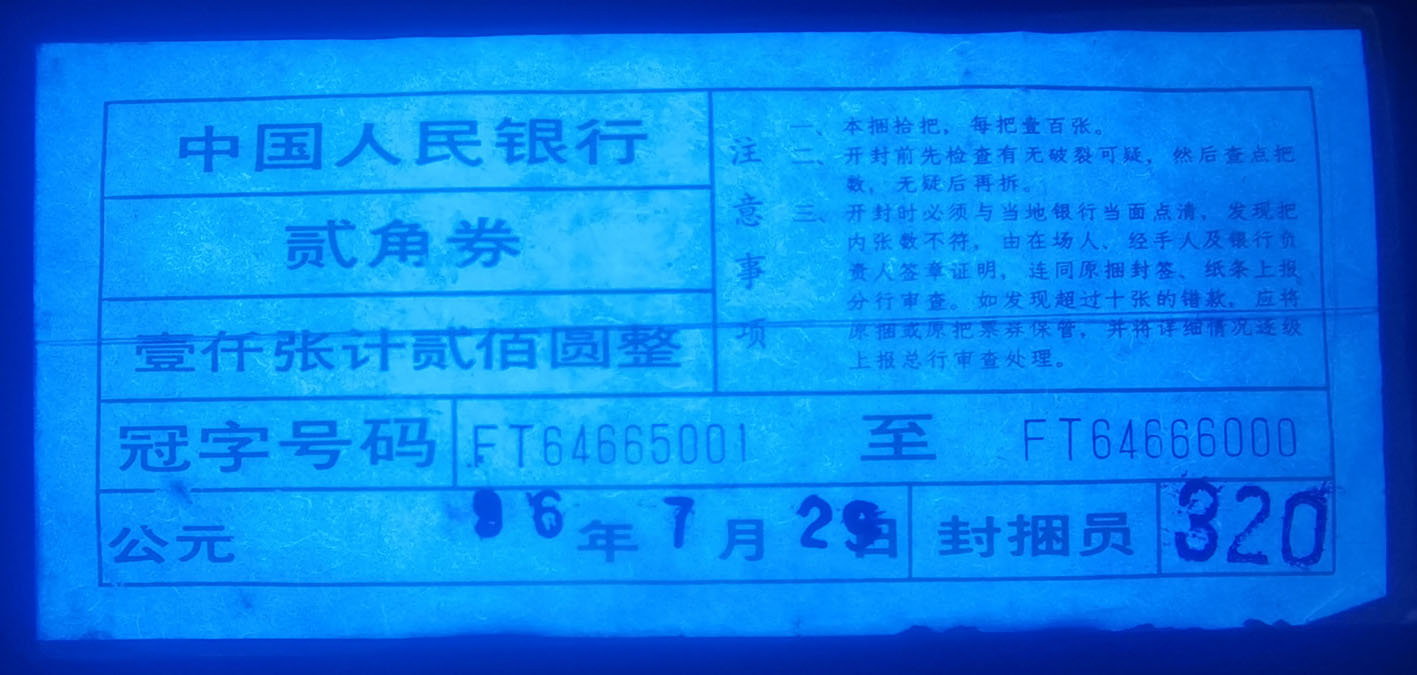 中国人民银行
贰角券
壹仟张计贰佰圆整
注意事项
一、本捆拾把，每把壹百张。
二、开封前先检查有无破裂可疑，然后查点把
数，无疑后再拆。
三、开封时必须与当地银行当面点清，发现把
内张数不符，由在场人、经手人及银行负
责人签章证明，连同原捆封签、纸条上报
分行审查。如发现超过十张的错款，应将
原捆或原把票券保管，并将详细情况逐级
上报总行审查处理。
冠字号码 FT64665001 至 FT64666000
公元 96年7月29日 封捆员 320